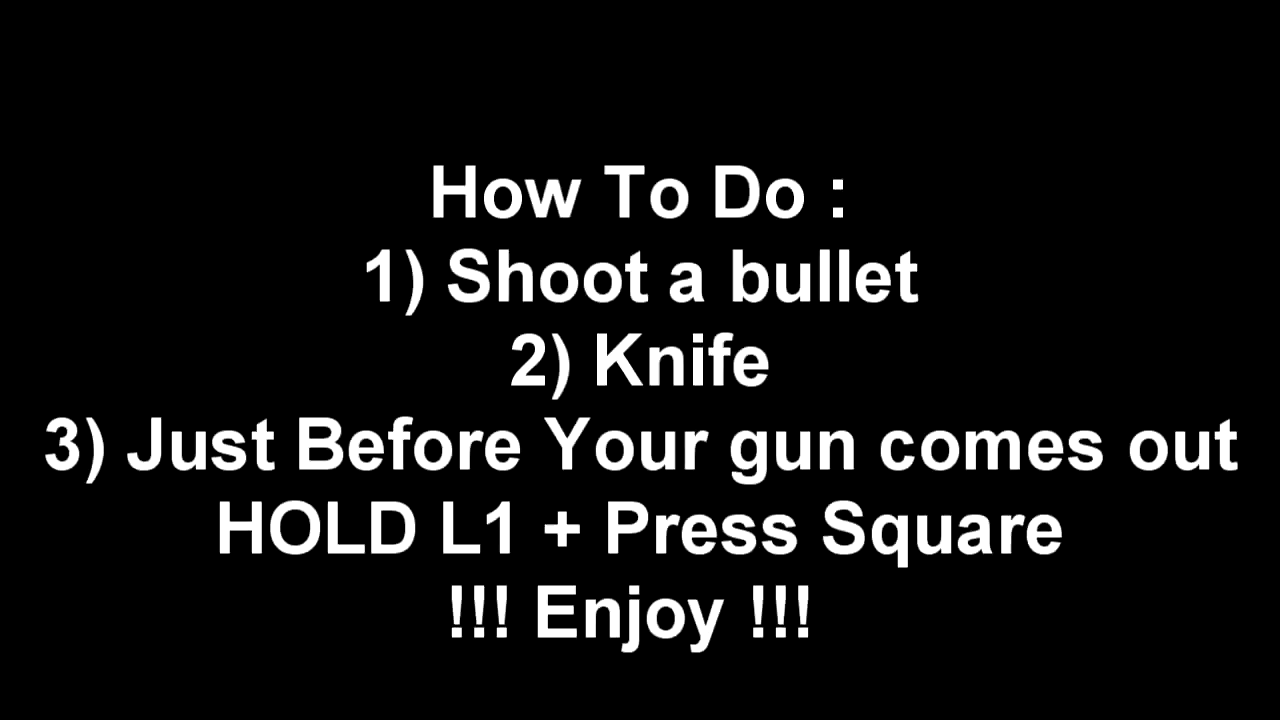 How To Do :
1) Shoot a bullet
2) Knife
3) Just Before Your gun comes out
HOLD L1 + Press Square
!!! Enjoy !!!